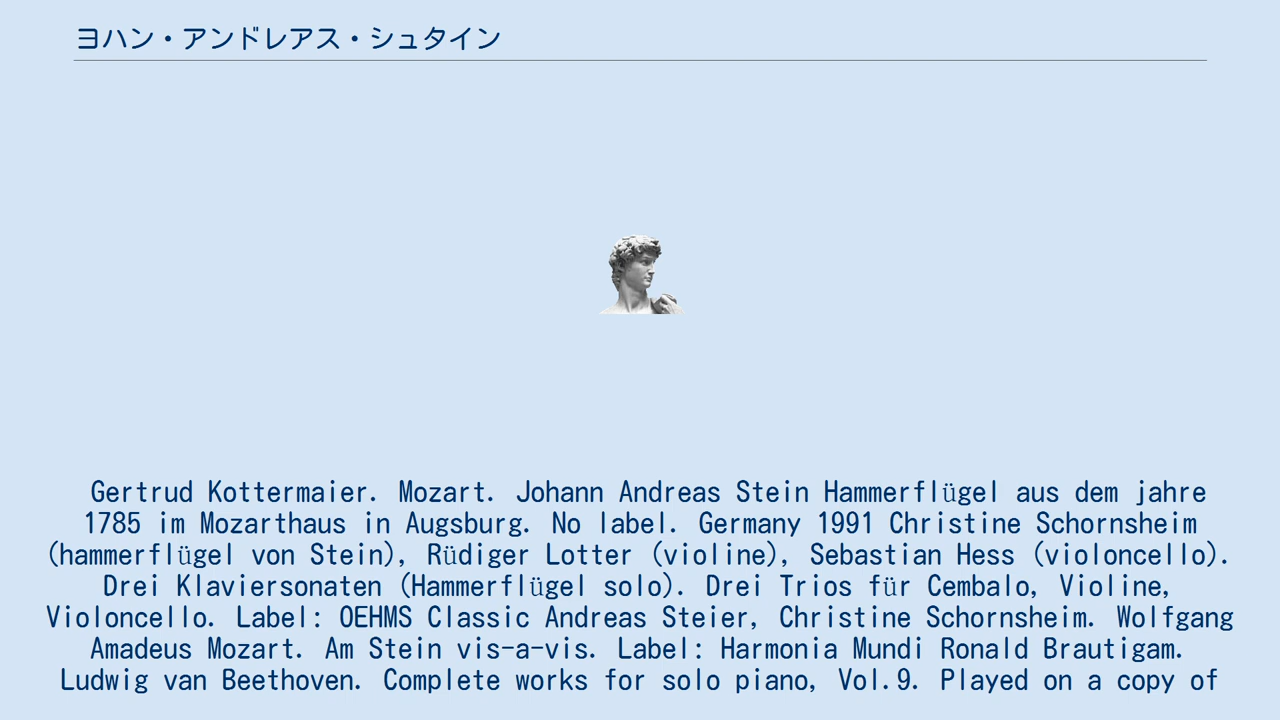 ヨハン・アンドレアス・シュタイン
Gertrud Kottermaier. Mozart. Johann Andreas Stein Hammerflügel aus dem jahre
1785 im Mozarthaus in Augsburg. No label. Germany 1991 Christine Schornsheim
(hammerflügel von Stein), Rüdiger Lotter (violine), Sebastian Hess (violoncello).
Drei Klaviersonaten (Hammerflügel solo). Drei Trios für Cembalo, Violine,
Violoncello. Label: OEHMS Classic Andreas Steier, Christine Schornsheim. Wolfgang
Amadeus Mozart. Am Stein vis-a-vis. Label: Harmonia Mundi Ronald Brautigam.
Ludwig van Beethoven. Complete works for solo piano, Vol.9. Played on a copy of